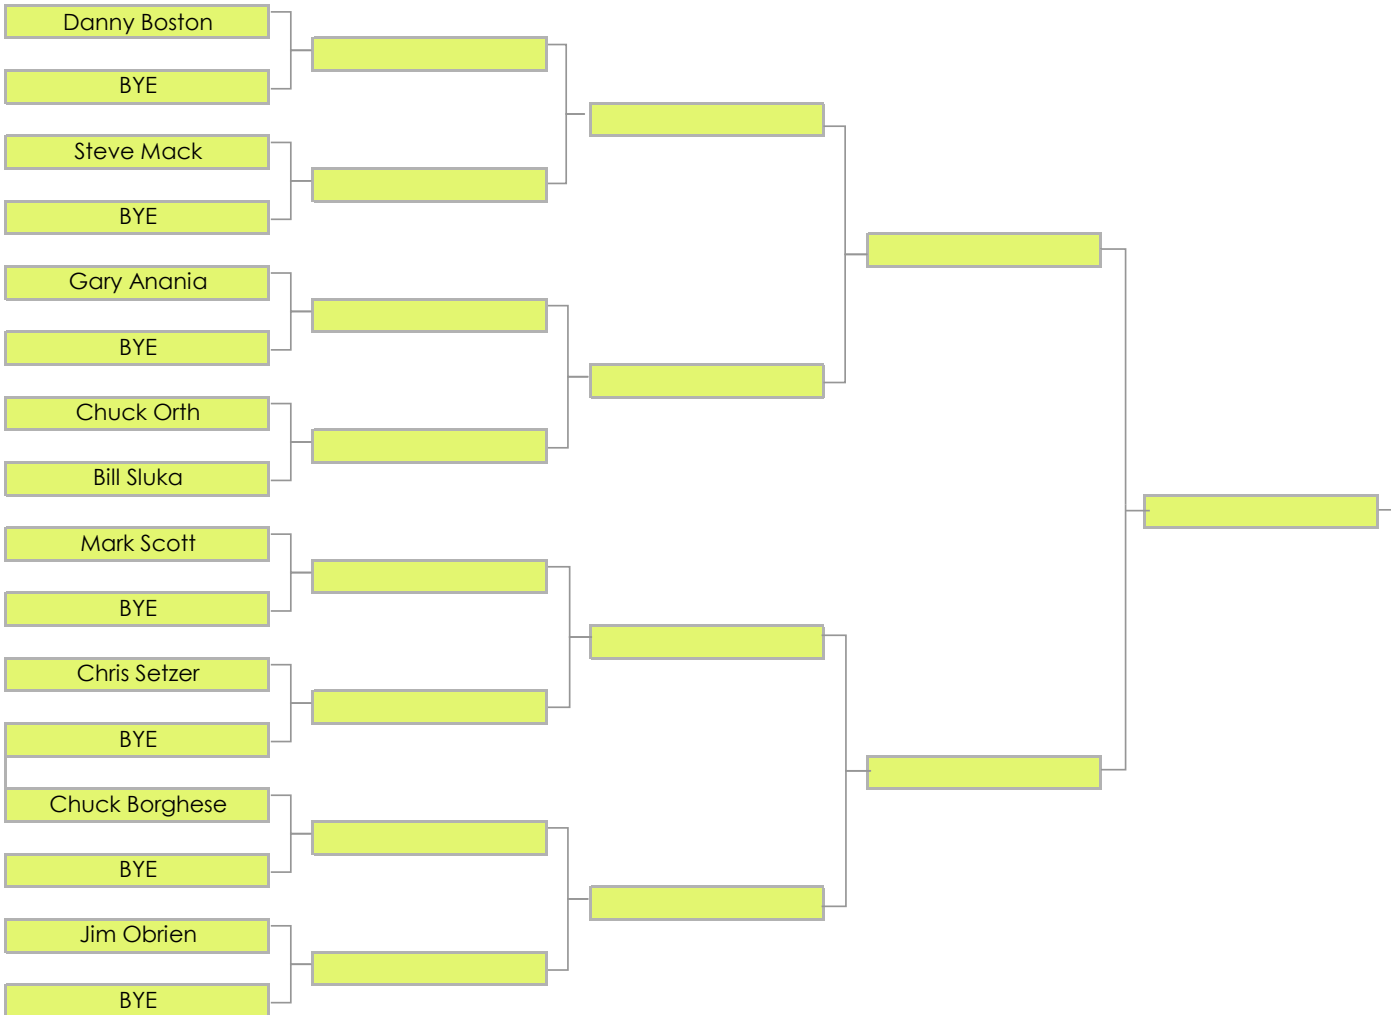 Danny Boston
BYE
Steve Mack
BYE
Gary Anania
BYE
Chuck Orth
Bill Sluka
Mark Scott
BYE
Chris Setzer
BYE
Chuck Borghese
BYE
Jim Obrien
BYE